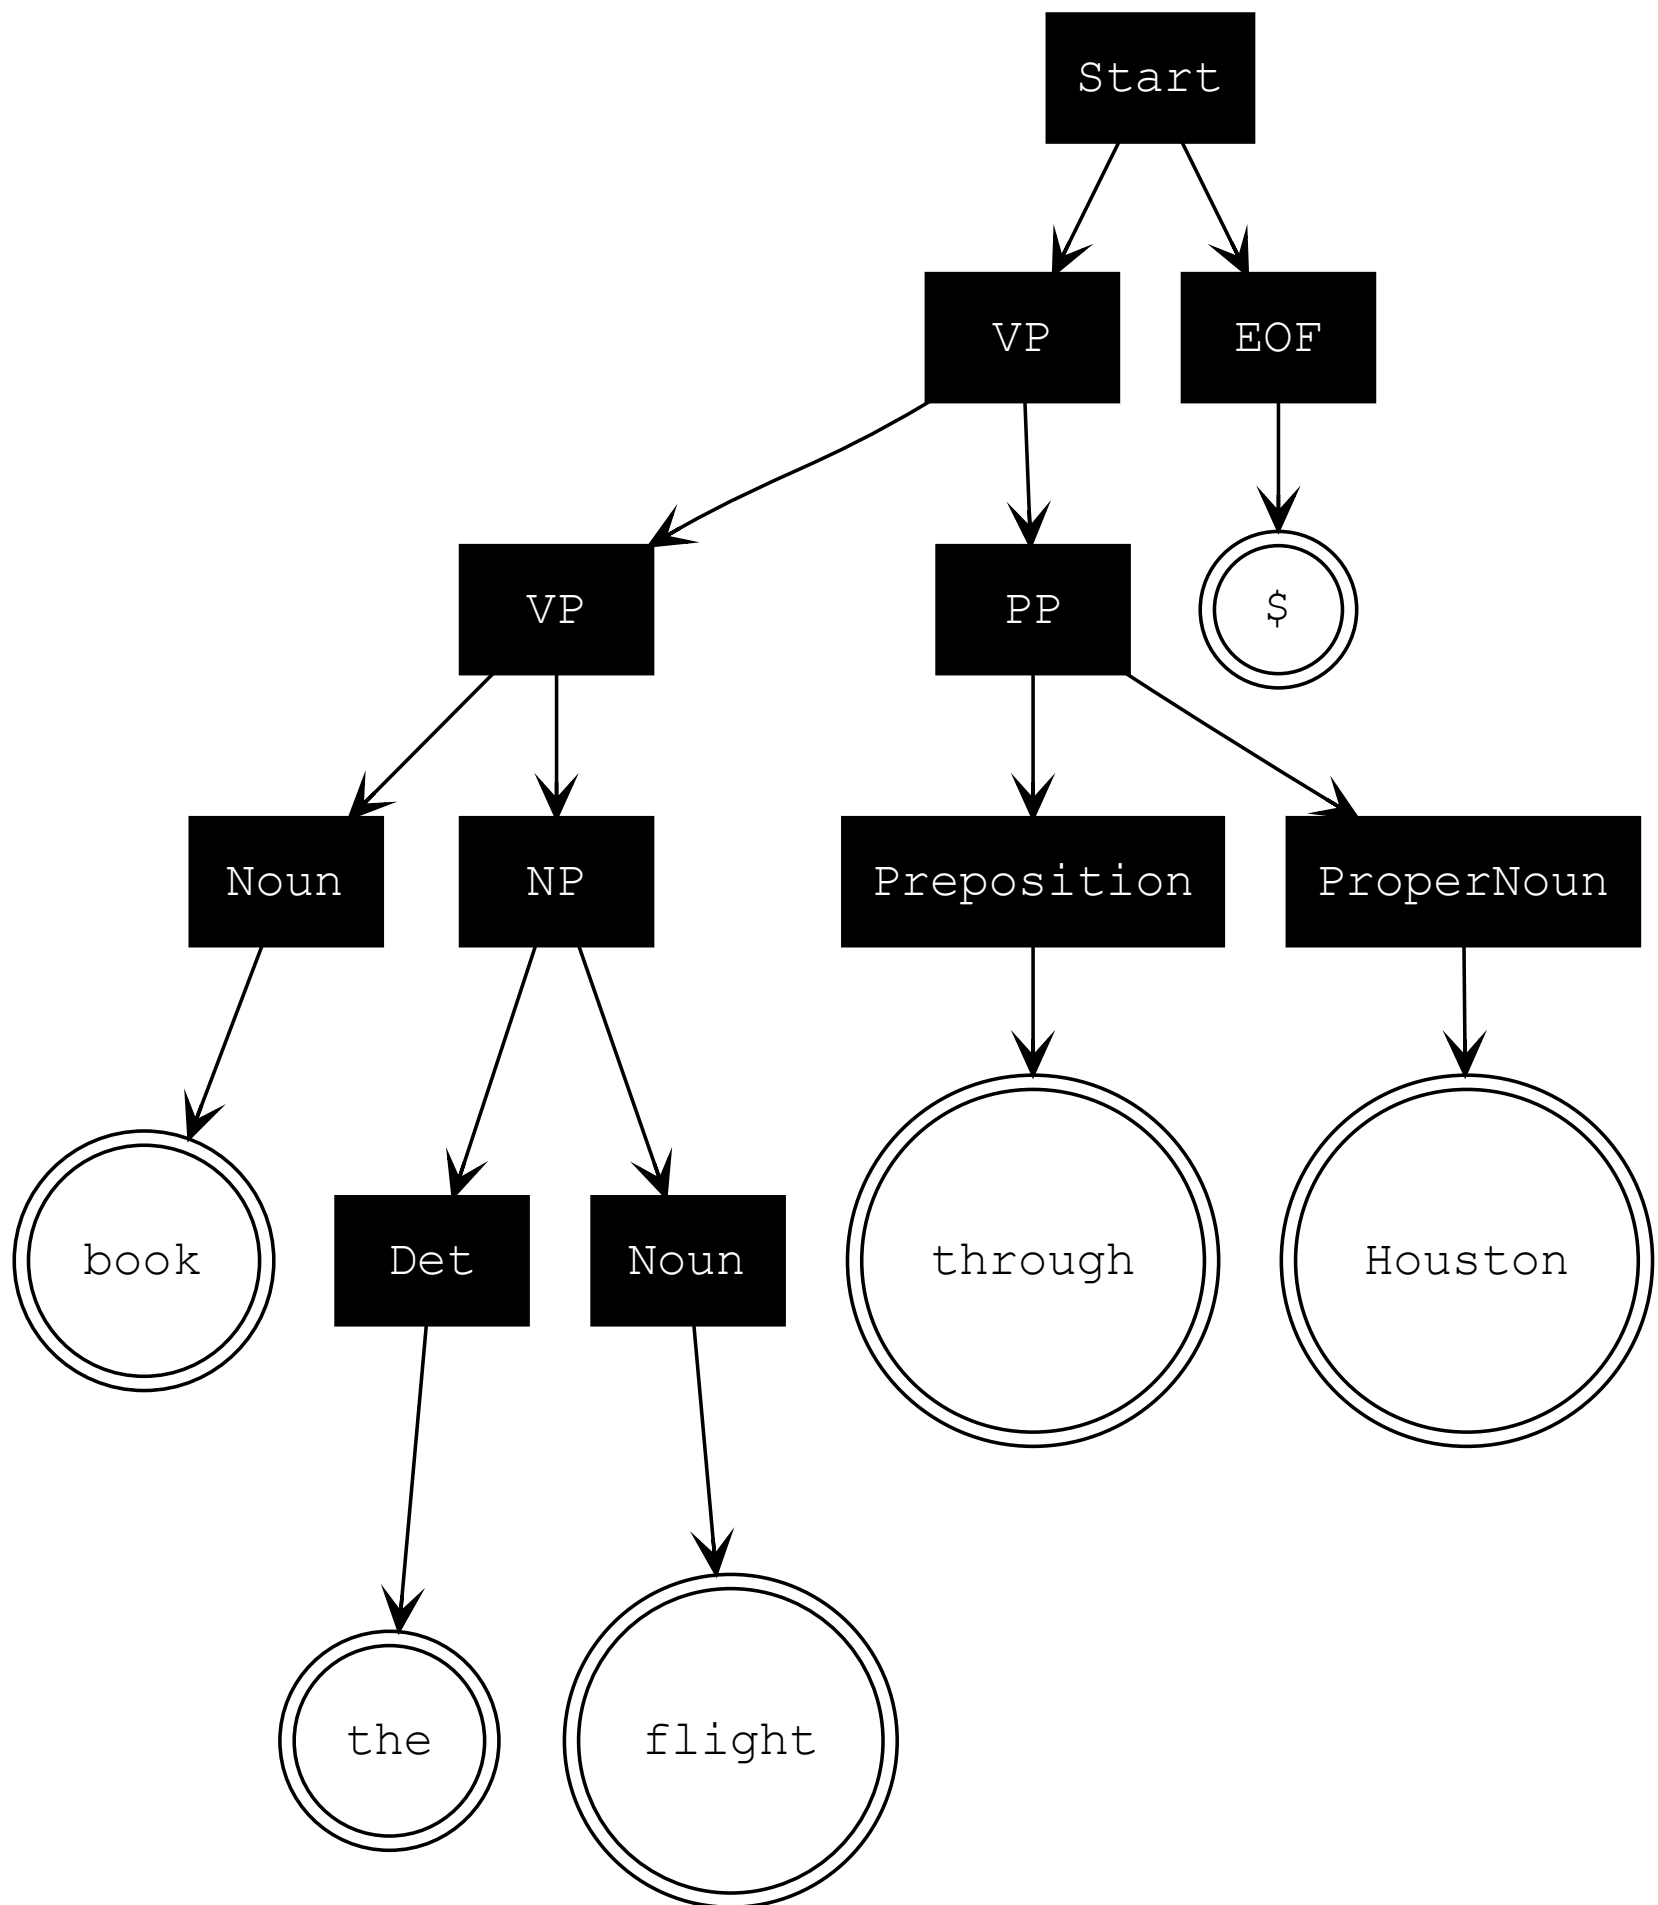 Start
VP
EOF
VP
PP
$
Noun
NP
Preposition
ProperNoun
book
Det
Noun
through
Houston
the
flight